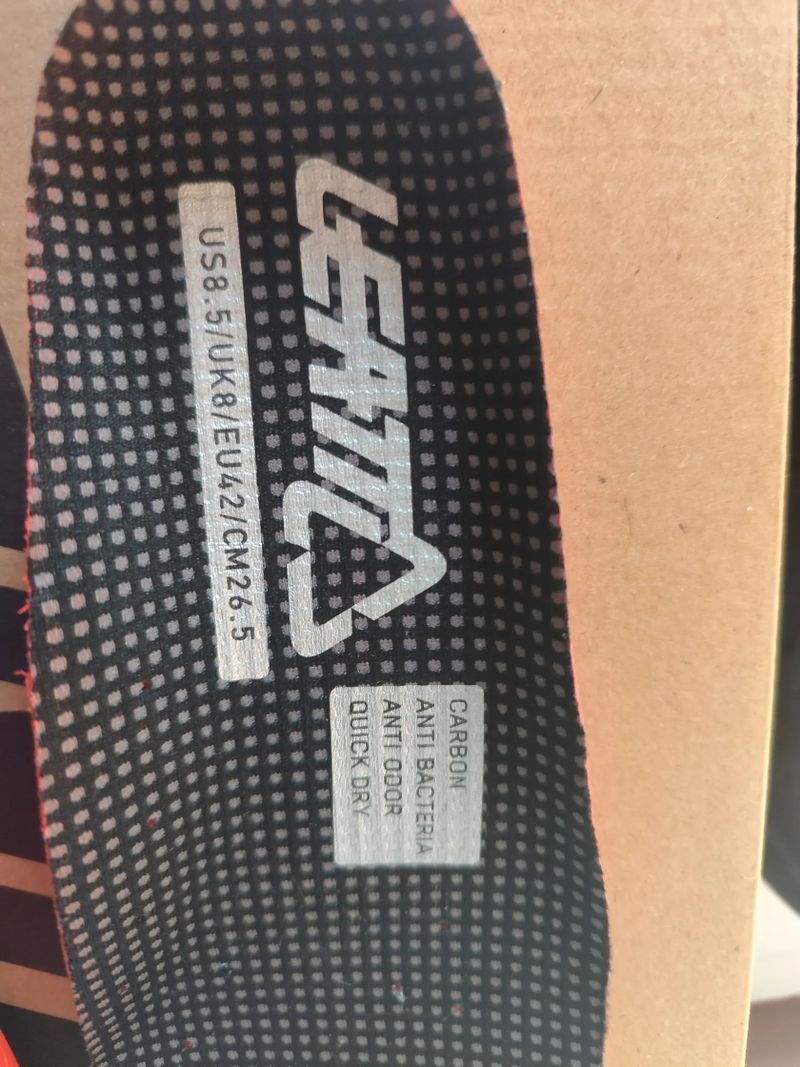 LEATT
US8.5/UK8/EU42/CM26.5
CARBON
ANTI BACTERIA
ANTI ODOR
QUICK DRY